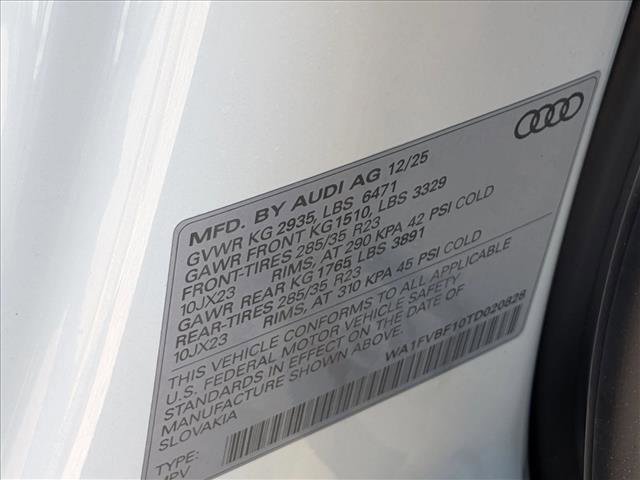 MFD. BY AUDI AG 12/25
GVWR KG 2935, LBS 6471
GAWR FRONT KG 1510, LBS 3329
FRONT-TIRES 285/35 R23
10JX23 RIMS, AT 290 KPA 42 PSI COLD
GAWR REAR KG 1765 LBS 3891
REAR-TIRES 285/35 R23
10JX23 RIMS, AT 310 KPA 45 PSI COLD
THIS VEHICLE CONFORMS TO ALL APPLICABLE
U.S. FEDERAL MOTOR VEHICLE SAFETY
STANDARDS IN EFFECT ON THE DATE OF
MANUFACTURE SHOWN ABOVE.
SLOVAKIA
WA1FVBF10TD020828
TYPE:
MPV